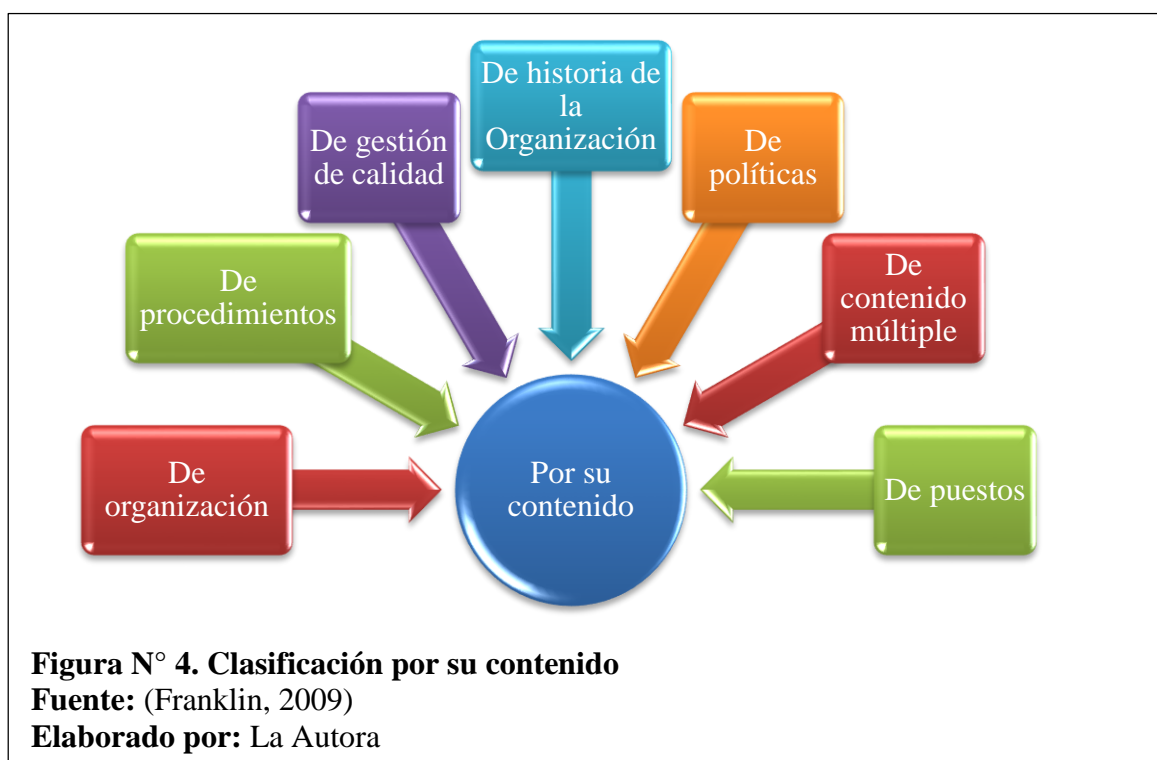 De historia de
la
Organización
De gestión
de calidad
De
políticas
De
procedimientos
De
contenido
múltiple
De
organización
Por su
contenido
De puestos
Figura N° 4. Clasificación por su contenido
Fuente: (Franklin, 2009)
Elaborado por: La Autora